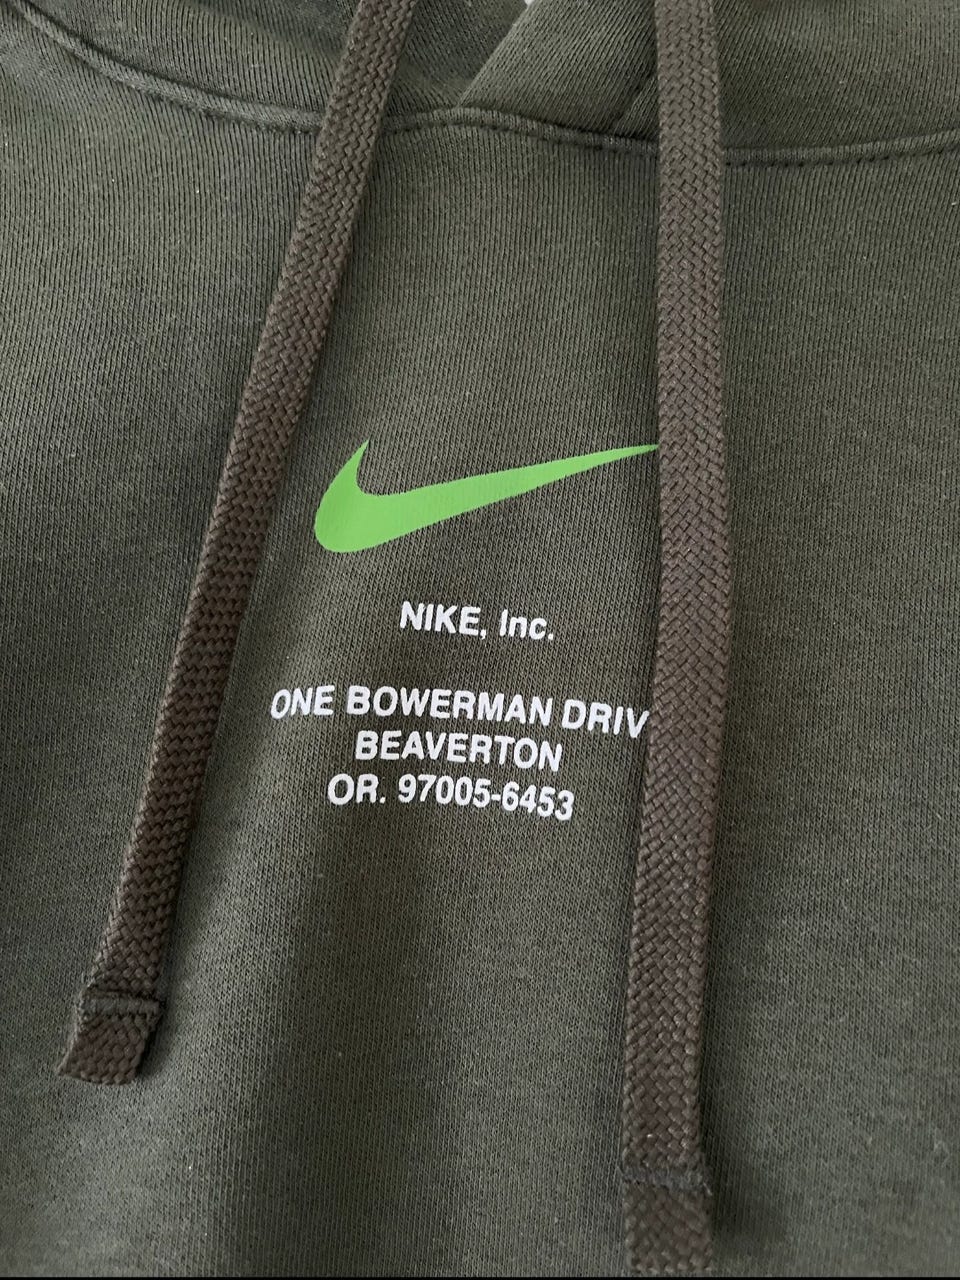 NIKE, Inc.
ONE BOWERMAN DRIV
BEAVERTON
OR. 97005-6453